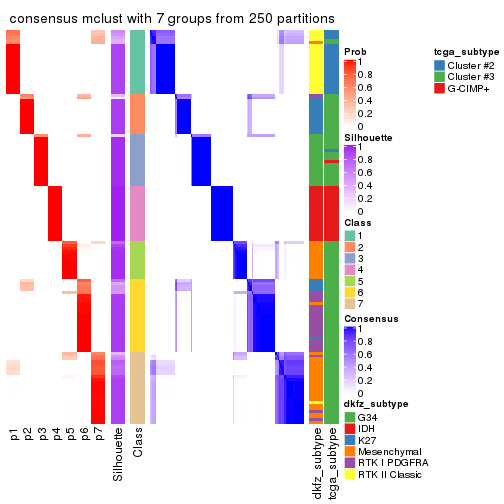 consensus mclust with 7 groups from 250 partitions
Prob
1
0.8
0.6
0.4
0.2
0
Silhouette
1
0.8
0.6
0.4
0.2
0
Class
1
2
3
4
5
6
7
Consensus
1
0.8
0.6
0.4
0.2
0
dkfz_subtype
G34
IDH
K27
Mesenchymal
RTK I PDGFRA
RTK II Classic
tcga_subtype
Cluster #2
Cluster #3
G-CIMP+
p1
p2
p3
p4
p5
p6
p7
Silhouette
Class
dkfz_subtype
tcga_subtype